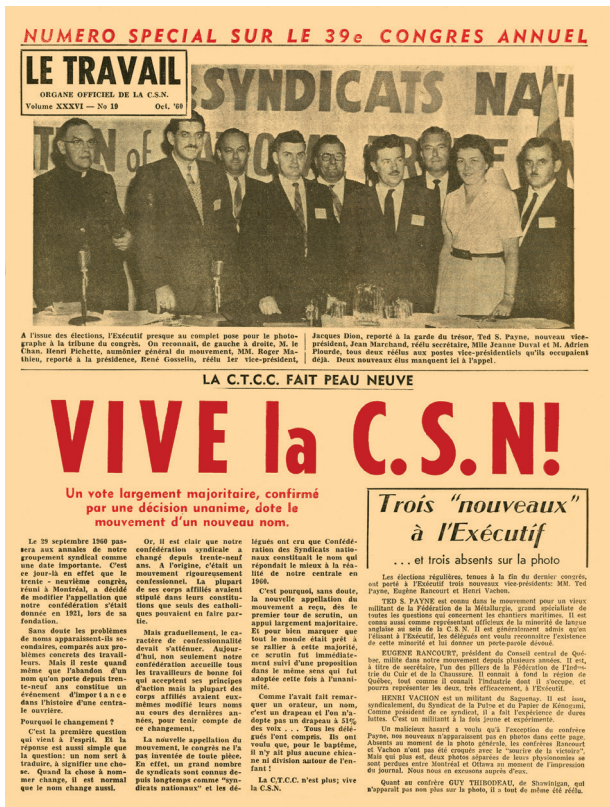 NUMERO SPECIAL SUR LE 39e CONGRES ANNUEL
LE TRAVAIL
ORGANE OFFICIEL DE LA C.S.N.
Volume XXXVI — No 19 Oct. '60
SYNDICATS NATI
of
A l'issue des élections, l'Exécutif presque au complet pose pour le photo-
graphe à la tribune du congrès. On reconnaît, de gauche à droite, M. le
Chan. Henri Pichette, aumônier général du mouvement, MM. Roger Ma-
thieu, reporté à la présidence, René Gosselin, réélu 1er vice-président,
Jacques Dion, reporté à la garde du trésor, Ted S. Payne, nouveau vice-
président, Jean Marchand, réélu secrétaire, Mlle Jeanne Duval et M. Adrien
Plourde, tous deux réélus aux postes vice-présidentiels qu'ils occupaient
déjà. Deux nouveaux élus manquent ici à l'appel.
LA C.T.C.C. FAIT PEAU NEUVE
VIVE la C.S.N!
Un vote largement majoritaire, confirmé
par une décision unanime, dote le
mouvement d'un nouveau nom.
Le 29 septembre 1960 pas-
sera aux annales de notre
groupement syndical comme
une date importante. C'est
ce jour-là en effet que le
trente - neuvième congrès,
réuni à Montréal, a décidé
de modifier l'appellation que
notre confédération s'était
donnée en 1921, lors de sa
fondation.
Sans doute les problèmes
de noms apparaissent-ils se-
condaires, comparés aux pro-
blèmes concrets des travail-
leurs. Mais il reste quand
même que l'abandon d'un
nom qu'on porte depuis tren-
te-neuf ans constitue un
événement d'importance
dans l'histoire d'une centra-
le ouvrière.
Pourquoi le changement ?
C'est la première question
qui vient à l'esprit. Et la
réponse est aussi simple que
la question: un nom sert à
traduire, à signifier une cho-
se. Quand la chose à nom-
mer change, il est normal
que le nom change aussi.
Or, il est clair que notre
confédération syndicale a
changé depuis trente-neuf
ans. A l'origine, c'était un
mouvement rigoureusement
confessionnel. La plupart
de ses corps affiliés avaient
stipulé dans leurs constitu-
tions que seuls des catholi-
ques pouvaient en faire par-
tie.
Mais graduellement, le ca-
ractère de confessionnalité
devait s'atténuer. Aujour-
d'hui, non seulement notre
confédération accueille tous
les travailleurs de bonne foi
qui acceptent ses principes
d'action mais la plupart des
corps affiliés avaient eux-
mêmes modifié leurs noms
au cours des dernières an-
nées, pour tenir compte de
ce changement.
La nouvelle appellation du
mouvement, le congrès ne l'a
pas inventée de toute pièce.
En effet, un grand nombre
de syndicats sont connus de-
puis longtemps comme "syn-
dicats nationaux" et les dé-
légués ont cru que Confédé-
ration des Syndicats natio-
naux constituait le nom qui
répondait le mieux à la réa-
lité de notre centrale en
1960.
C'est pourquoi, sans doute,
la nouvelle appellation du
mouvement a reçu, dès le
premier tour de scrutin, un
appui largement majoritaire.
Et pour bien marquer que
tout le monde était prêt à
se rallier à cette majorité,
ce scrutin fut immédiate-
ment suivi d'une proposition
dans le même sens qui fut
adoptée cette fois à l'unani-
mité.
Comme l'avait fait remar-
quer un orateur, un nom,
c'est un drapeau et l'on n'a-
dopte pas un drapeau à 51%
des voix . . . Tous les délé-
gués l'ont compris. Ils ont
voulu que, pour le baptême,
il n'y ait plus aucune chica-
ne ni division autour de l'en-
fant !
La C.T.C.C. n'est plus; vive
la C.S.N.
Trois "nouveaux"
à l'Exécutif
. . . et trois absents sur la photo
Les élections régulières, tenues à la fin du dernier congrès,
ont porté à l'Exécutif trois nouveaux vice-présidents: MM. Ted
Payne, Eugène Rancourt et Henri Vachon.
TED S. PAYNE est connu dans le mouvement pour un vieux
militant de la Fédération de la Métallurgie, grand spécialiste de
toutes les questions qui concernent les chantiers maritimes. Il est
connu aussi comme représentant officieux de la minorité de langue
anglaise au sein de la C.S.N. Il est généralement admis qu'en
l'élisant à l'Exécutif, les délégués ont voulu reconnaître l'existence
de cette minorité et lui donner un porte-parole dévoué.
EUGENE RANCOURT, président du Conseil central de Qué-
bec, milite dans notre mouvement depuis plusieurs années. Il est,
à titre de secrétaire, l'un des piliers de la Fédération de l'Indus-
trie du Cuir et de la Chaussure. Il connaît à fond la région de
Québec, tout comme il connaît l'industrie dont il s'occupe, et
pourra représenter les deux, très efficacement, à l'Exécutif.
HENRI VACHON est un militant du Saguenay. Il est issu,
syndicalement, du Syndicat de la Pulpe et du Papier de Kénogami.
Comme président de ce syndicat, il a fait l'expérience de dures
luttes. C'est un militant à la fois jeune et expérimenté.
Un malicieux hasard a voulu qu'à l'exception du confrère
Payne, nos nouveaux n'apparaissent pas en photos dans cette page.
Absents au moment de la photo générale, les confrères Rancourt
et Vachon n'ont pas été croqués avec le "sourire de la victoire".
Mais qui plus est, deux photos séparées de leurs physionomies se
sont perdues entre Montréal et Ottawa au moment de l'impression
du journal. Nous nous en excusons auprès d'eux.
Quant au confrère GUY THIBODEAU, de Shawinigan, qui
n'apparaît pas non plus sur la photo, il a tout de même été réélu.